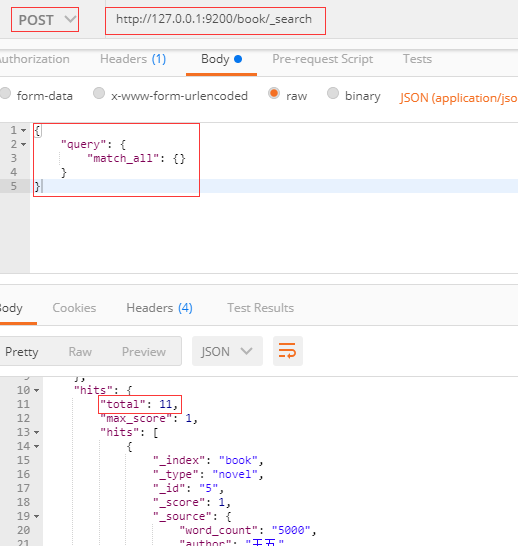 POST http://127.0.0.1:9200/book/_search
Authorization Headers (1) Body Pre-request Script Tests
form-data x-www-form-urlencoded raw binary JSON (application/jso
1 {
2 "query": {
3 "match_all": {}
4 }
5 }
Body Cookies Headers (4) Test Results
Pretty Raw Preview JSON
9 },
10 "hits": {
11 "total": 11,
12 "max_score": 1,
13 "hits": [
14 {
15 "_index": "book",
16 "_type": "novel",
17 "_id": "5",
18 "_score": 1,
19 "_source": {
20 "word_count": "5000",
21 "author": "王五"